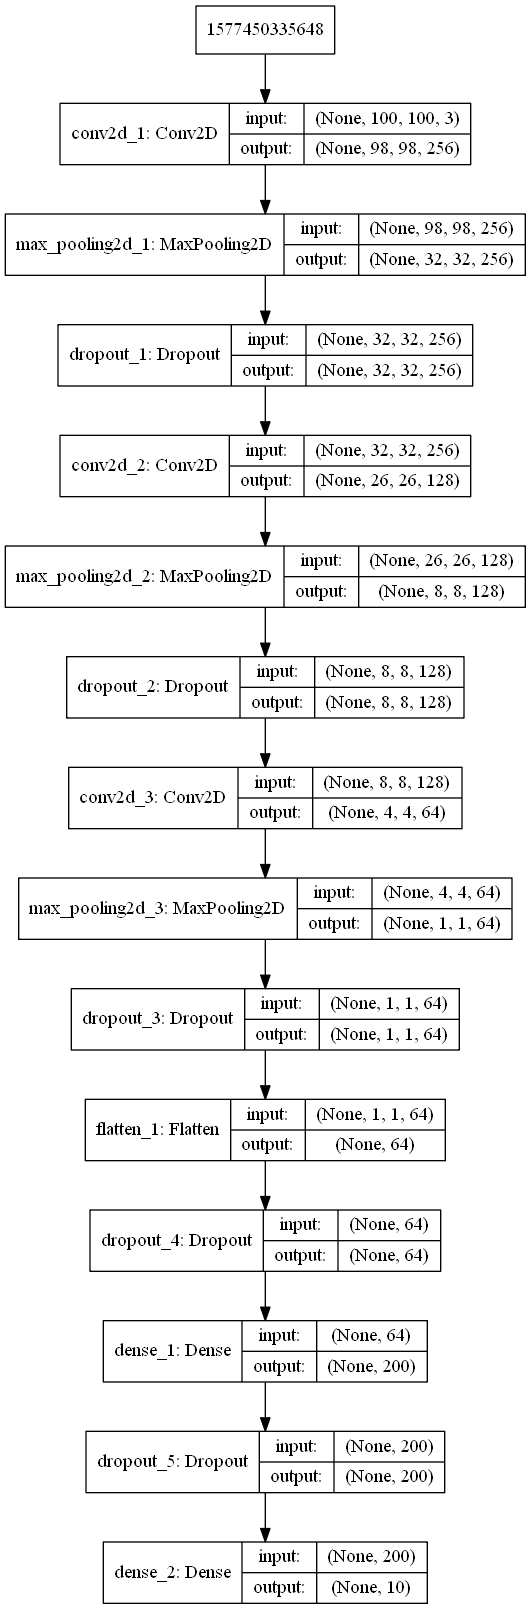 1577450335648
conv2d_1: Conv2D
input:
(None, 100, 100, 3)
output:
(None, 98, 98, 256)
max_pooling2d_1: MaxPooling2D
input:
(None, 98, 98, 256)
output:
(None, 32, 32, 256)
dropout_1: Dropout
input:
(None, 32, 32, 256)
output:
(None, 32, 32, 256)
conv2d_2: Conv2D
input:
(None, 32, 32, 256)
output:
(None, 26, 26, 128)
max_pooling2d_2: MaxPooling2D
input:
(None, 26, 26, 128)
output:
(None, 8, 8, 128)
dropout_2: Dropout
input:
(None, 8, 8, 128)
output:
(None, 8, 8, 128)
conv2d_3: Conv2D
input:
(None, 8, 8, 128)
output:
(None, 4, 4, 64)
max_pooling2d_3: MaxPooling2D
input:
(None, 4, 4, 64)
output:
(None, 1, 1, 64)
dropout_3: Dropout
input:
(None, 1, 1, 64)
output:
(None, 1, 1, 64)
flatten_1: Flatten
input:
(None, 1, 1, 64)
output:
(None, 64)
dropout_4: Dropout
input:
(None, 64)
output:
(None, 64)
dense_1: Dense
input:
(None, 64)
output:
(None, 200)
dropout_5: Dropout
input:
(None, 200)
output:
(None, 200)
dense_2: Dense
input:
(None, 200)
output:
(None, 10)